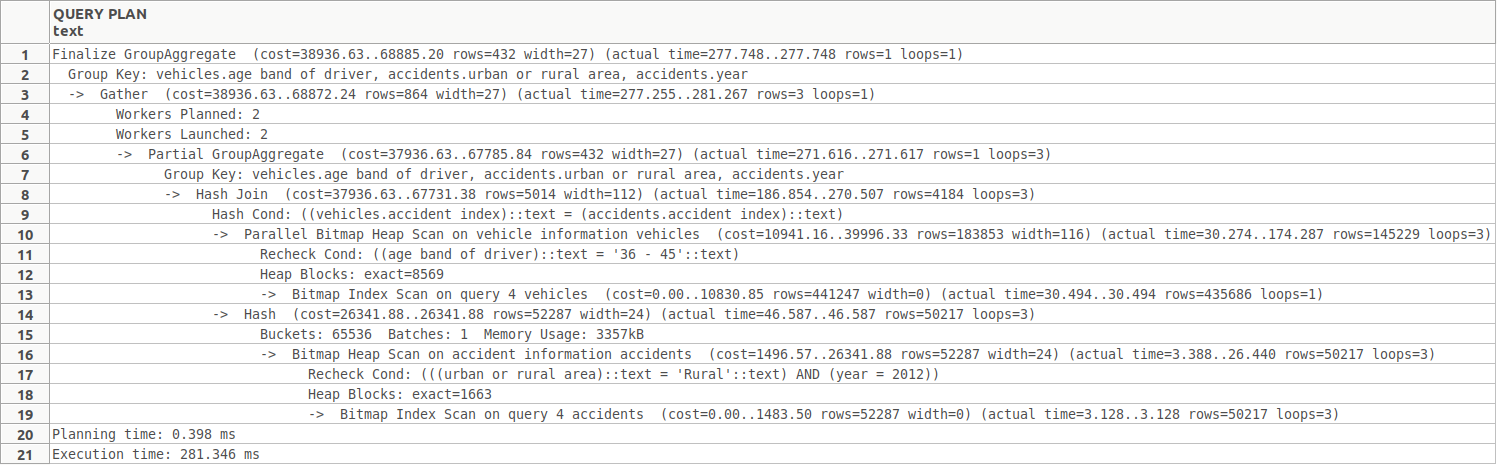 QUERY PLAN
text
1 Finalize GroupAggregate (cost=38936.63..68885.20 rows=432 width=27) (actual time=277.748..277.748 rows=1 loops=1)
2 Group Key: vehicles.age band of driver, accidents.urban or rural area, accidents.year
3 -> Gather (cost=38936.63..68872.24 rows=864 width=27) (actual time=277.255..281.267 rows=3 loops=1)
4 Workers Planned: 2
5 Workers Launched: 2
6 -> Partial GroupAggregate (cost=37936.63..67785.84 rows=432 width=27) (actual time=271.616..271.617 rows=1 loops=3)
7 Group Key: vehicles.age band of driver, accidents.urban or rural area, accidents.year
8 -> Hash Join (cost=37936.63..67731.38 rows=5014 width=112) (actual time=186.854..270.507 rows=4184 loops=3)
9 Hash Cond: ((vehicles.accident index)::text = (accidents.accident index)::text)
10 -> Parallel Bitmap Heap Scan on vehicle information vehicles (cost=10941.16..39996.33 rows=183853 width=116) (actual time=30.274..174.287 rows=145229 loops=3)
11 Recheck Cond: ((age band of driver)::text = '36 - 45'::text)
12 Heap Blocks: exact=8569
13 -> Bitmap Index Scan on query 4 vehicles (cost=0.00..10830.85 rows=441247 width=0) (actual time=30.494..30.494 rows=435686 loops=1)
14 -> Hash (cost=26341.88..26341.88 rows=52287 width=24) (actual time=46.587..46.587 rows=50217 loops=3)
15 Buckets: 65536 Batches: 1 Memory Usage: 3357kB
16 -> Bitmap Heap Scan on accident information accidents (cost=1496.57..26341.88 rows=52287 width=24) (actual time=3.388..26.440 rows=50217 loops=3)
17 Recheck Cond: (((urban or rural area)::text = 'Rural'::text) AND (year = 2012))
18 Heap Blocks: exact=1663
19 -> Bitmap Index Scan on query 4 accidents (cost=0.00..1483.50 rows=52287 width=0) (actual time=3.128..3.128 rows=50217 loops=3)
20 Planning time: 0.398 ms
21 Execution time: 281.346 ms